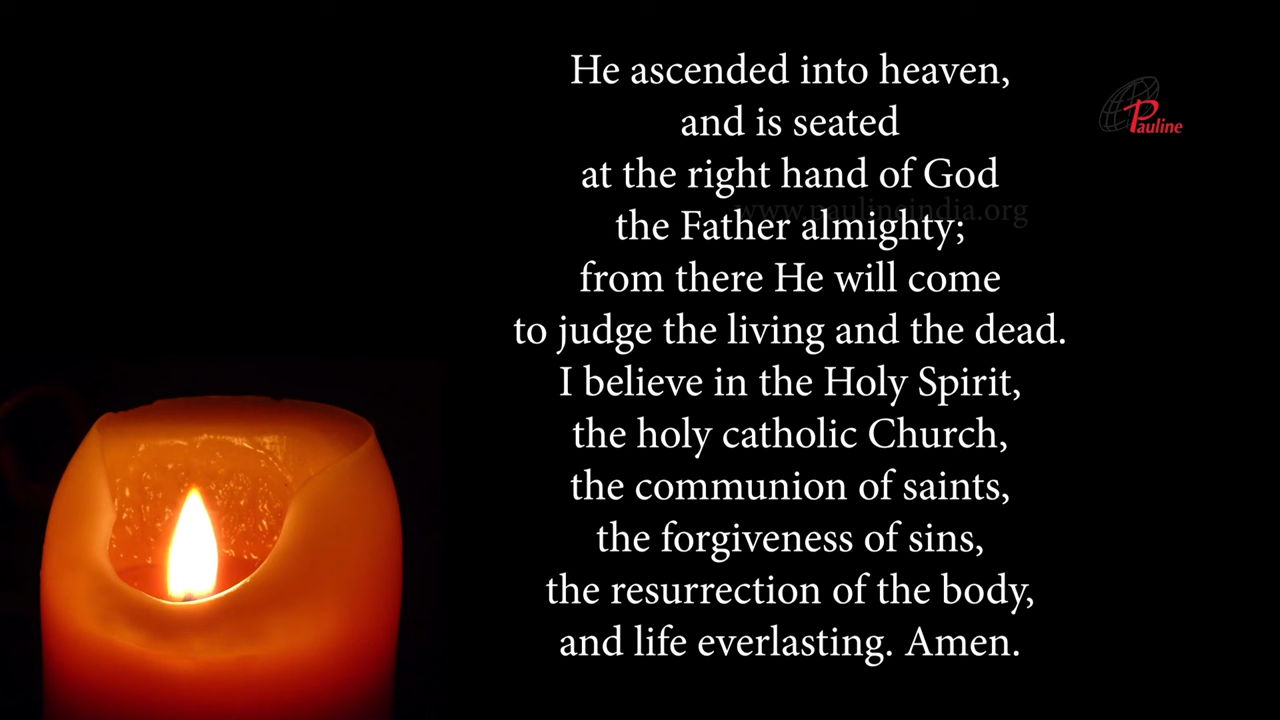 He ascended into heaven,
and is seated
at the right hand of God
the Father almighty;
from there He will come
to judge the living and the dead.
I believe in the Holy Spirit,
the holy catholic Church,
the communion of saints,
the forgiveness of sins,
the resurrection of the body,
and life everlasting. Amen.
Pauline
www.paulineindia.org